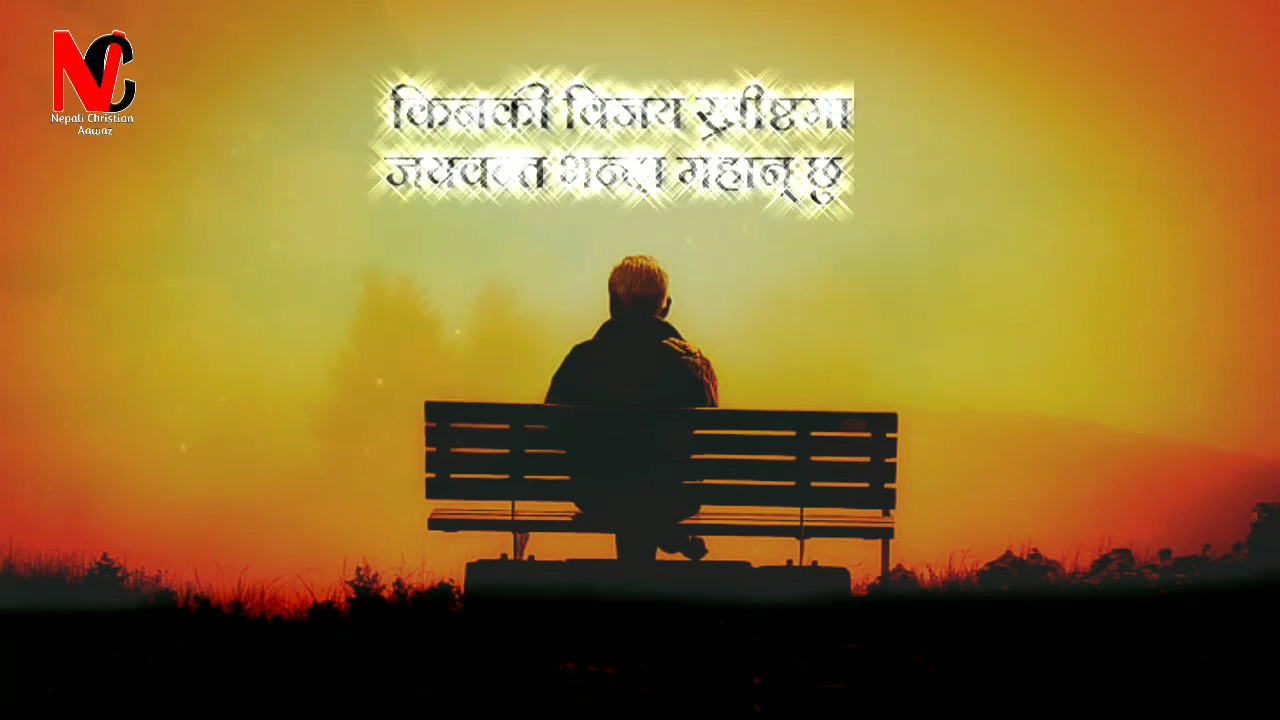 Nepali Christian
Aawaz
किनकी विजय ख्रीष्टमा
जयवन्त भन्दा महान् छु